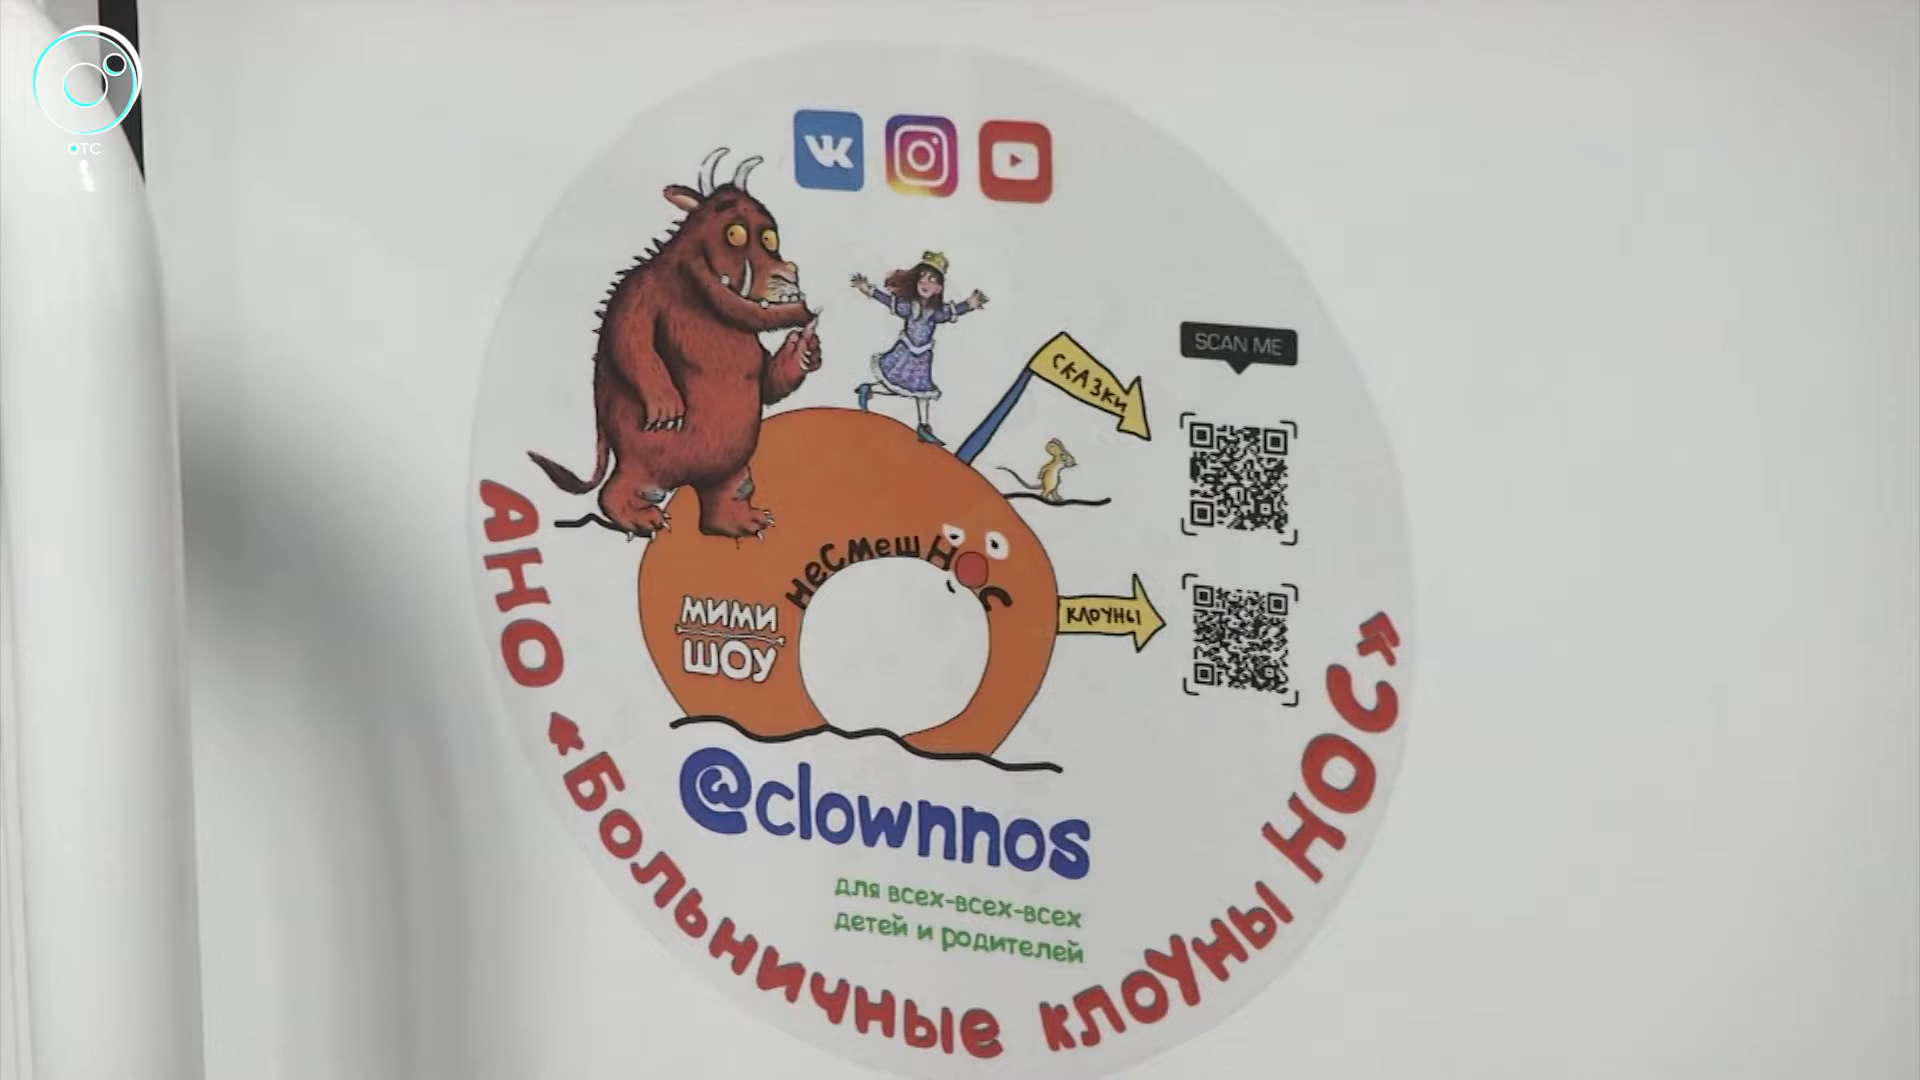 ОТС
SCAN ME
СКАЗКИ
несмешНОС
КЛОУНЫ
МИМИ
ШОУ
@clownnos
для всех-всех-всех
детей и родителей
АНО «БОЛЬНИЧНЫЕ КЛОУНЫ НОС»